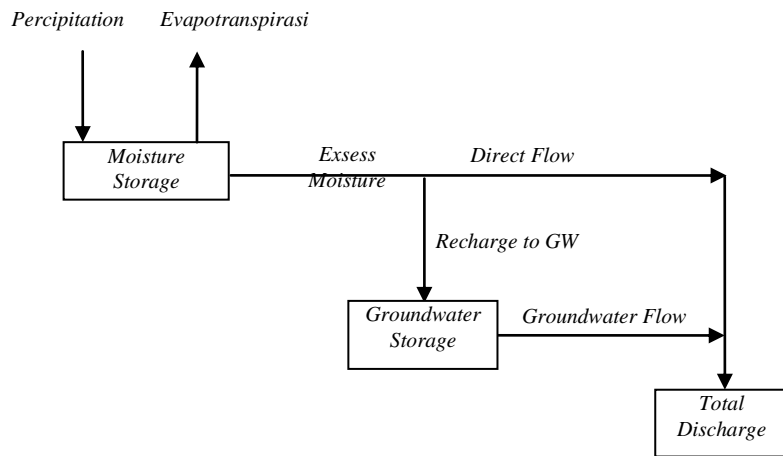 Percipitation
Evapotranspirasi
Moisture
Storage
Exsess
Moisture
Direct Flow
Recharge to GW
Groundwater
Storage
Groundwater Flow
Total
Discharge